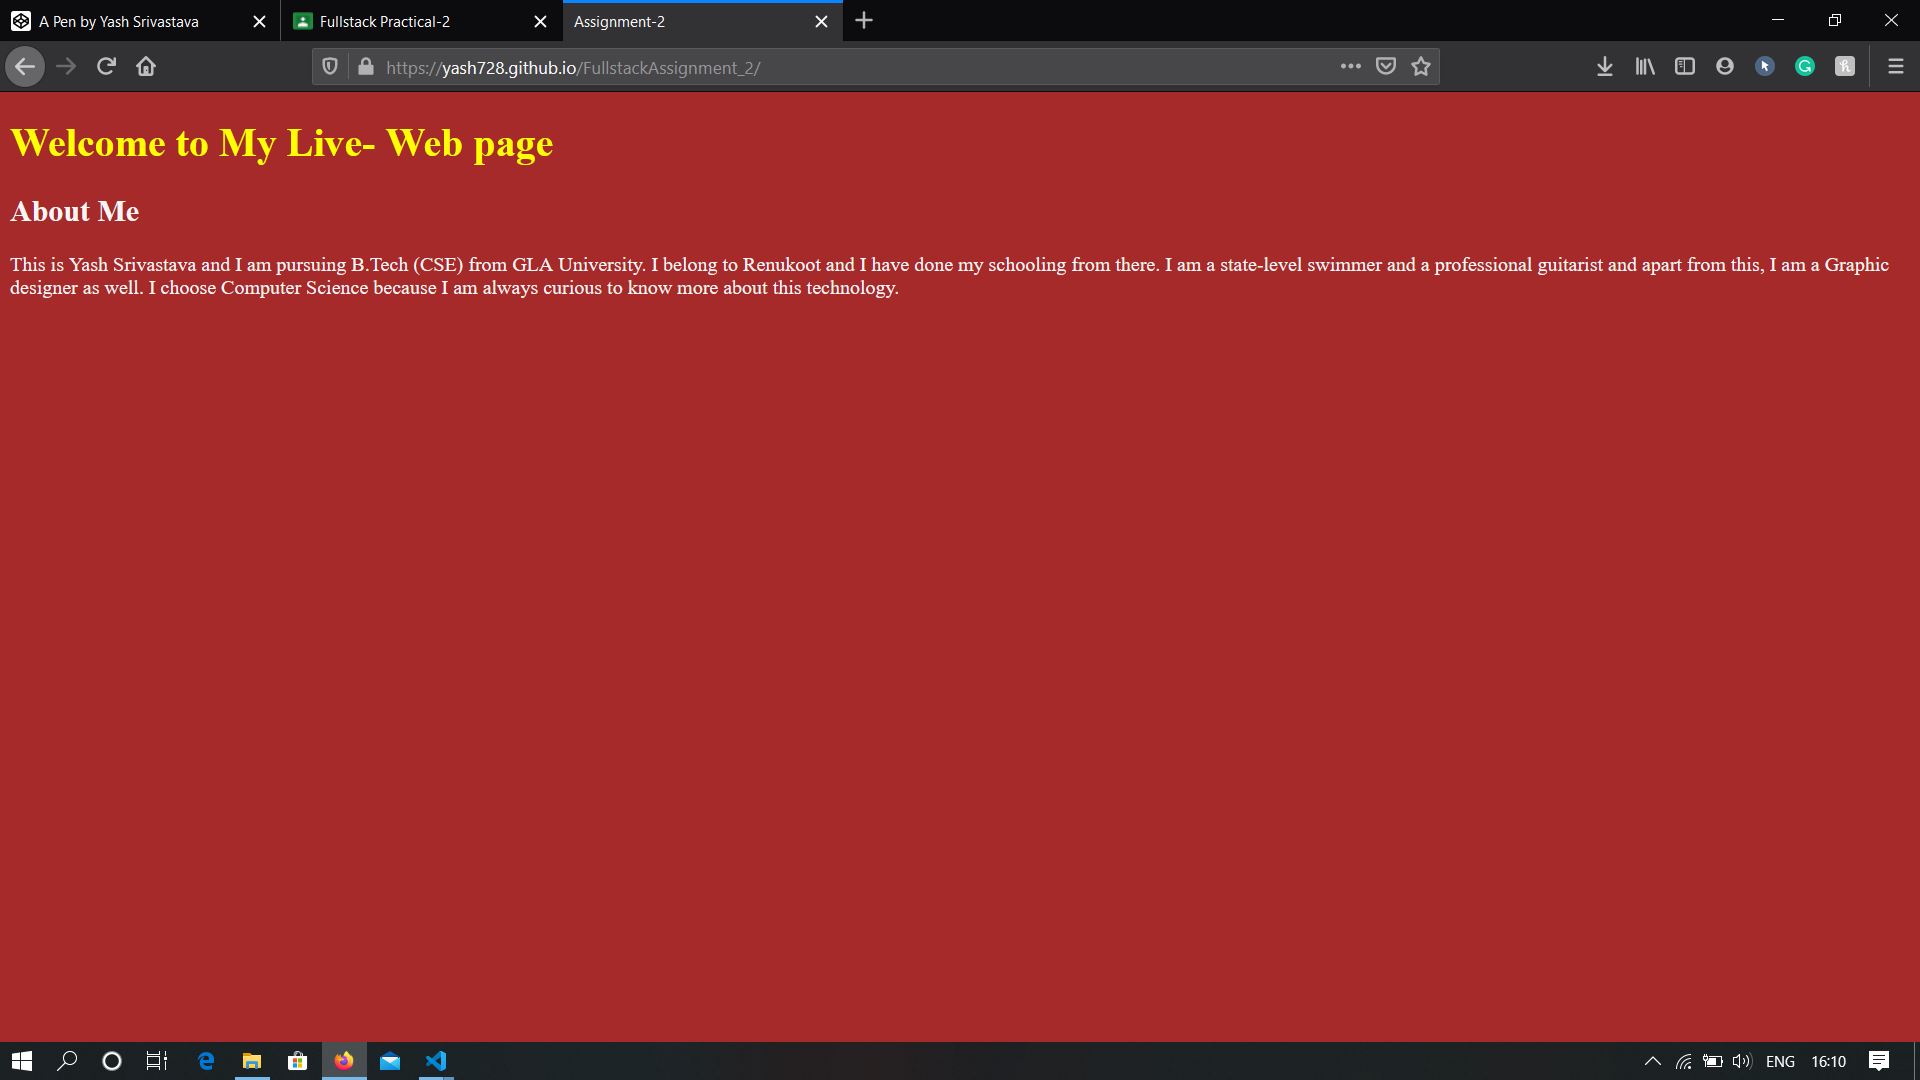 A Pen by Yash Srivastava
Fullstack Practical-2
Assignment-2
https://yash728.github.io/FullstackAssignment_2/
Welcome to My Live- Web page
About Me
This is Yash Srivastava and I am pursuing B.Tech (CSE) from GLA University. I belong to Renukoot and I have done my schooling from there. I am a state-level swimmer and a professional guitarist and apart from this, I am a Graphic
designer as well. I choose Computer Science because I am always curious to know more about this technology.
ENG
16:10